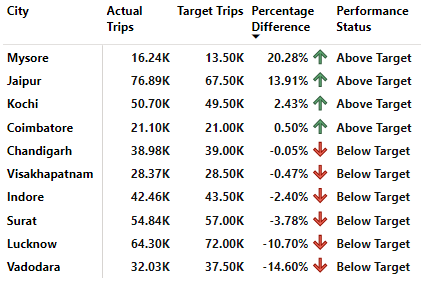 City Actual Trips Target Trips Percentage Difference Performance Status
Mysore 16.24K 13.50K 20.28% Above Target
Jaipur 76.89K 67.50K 13.91% Above Target
Kochi 50.70K 49.50K 2.43% Above Target
Coimbatore 21.10K 21.00K 0.50% Above Target
Chandigarh 38.98K 39.00K -0.05% Below Target
Visakhapatnam 28.37K 28.50K -0.47% Below Target
Indore 42.46K 43.50K -2.40% Below Target
Surat 54.84K 57.00K -3.78% Below Target
Lucknow 64.30K 72.00K -10.70% Below Target
Vadodara 32.03K 37.50K -14.60% Below Target